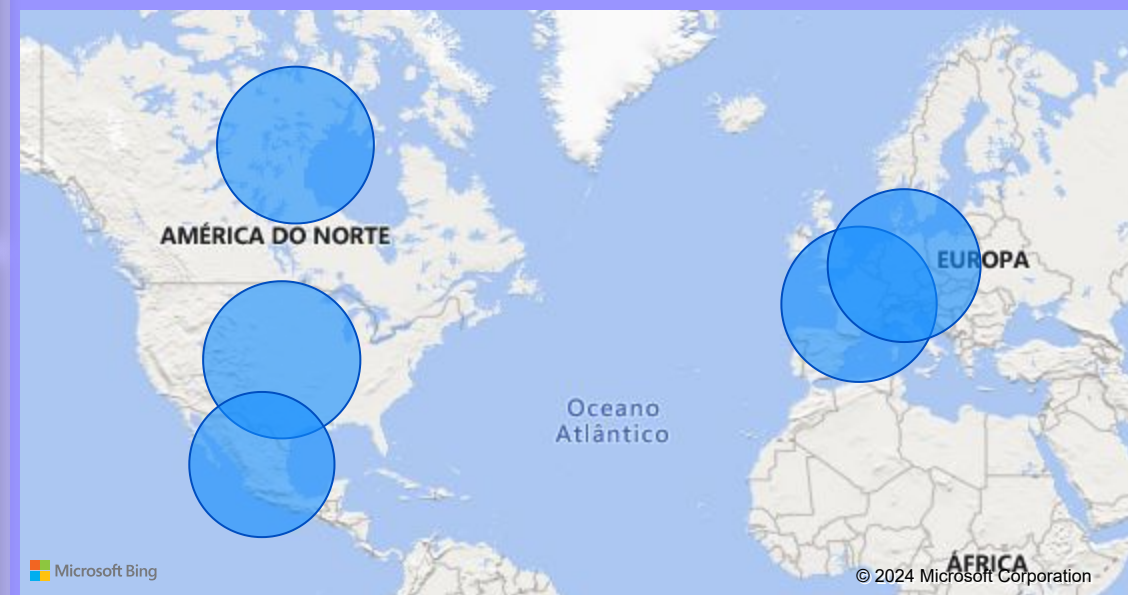 AMÉRICA DO NORTE
EUROPA
Oceano
Atlântico
ÁFRICA
Microsoft Bing
© 2024 Microsoft Corporation